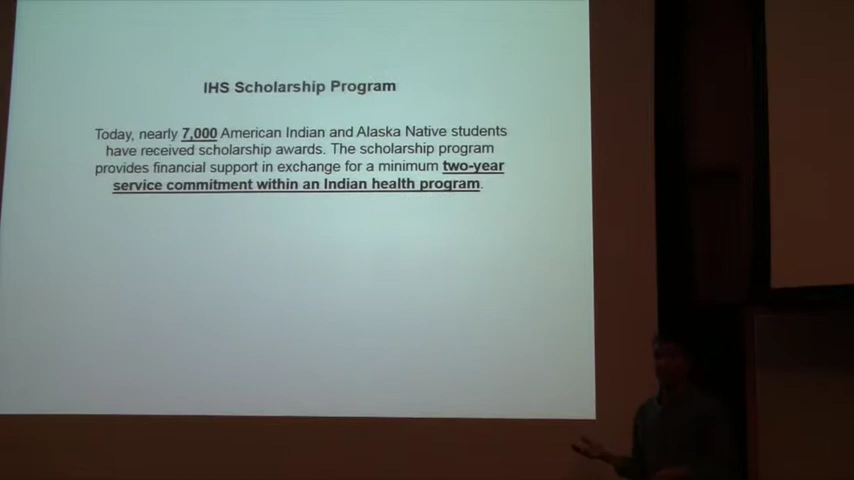 IHS Scholarship Program
Today, nearly 7,000 American Indian and Alaska Native students
have received scholarship awards. The scholarship program
provides financial support in exchange for a minimum two-year
service commitment within an Indian health program.